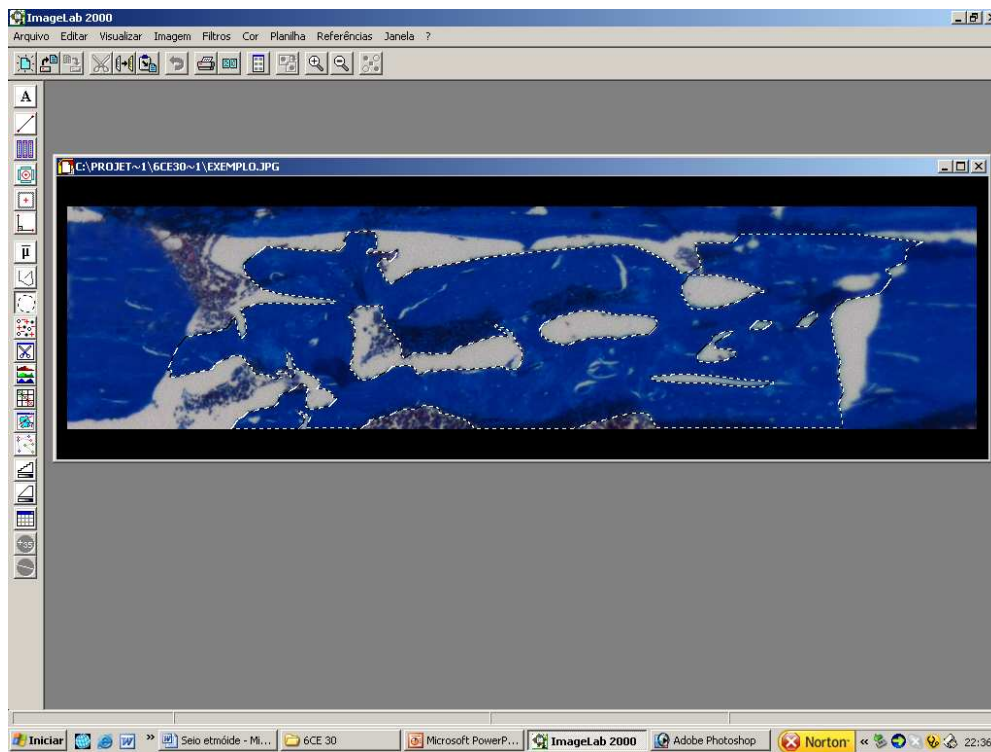 ImageLab 2000
Arquivo Editar Visualizar Imagem Filtros Cor Planilha Referências Janela ?
A
C:\PROJET~1\6CE30~1\EXEMPLO.JPG
μ
+35
Iniciar » Seio etmóide - Mi... 6CE 30 Microsoft PowerP... ImageLab 2000 Adobe Photoshop Norton « 22:36